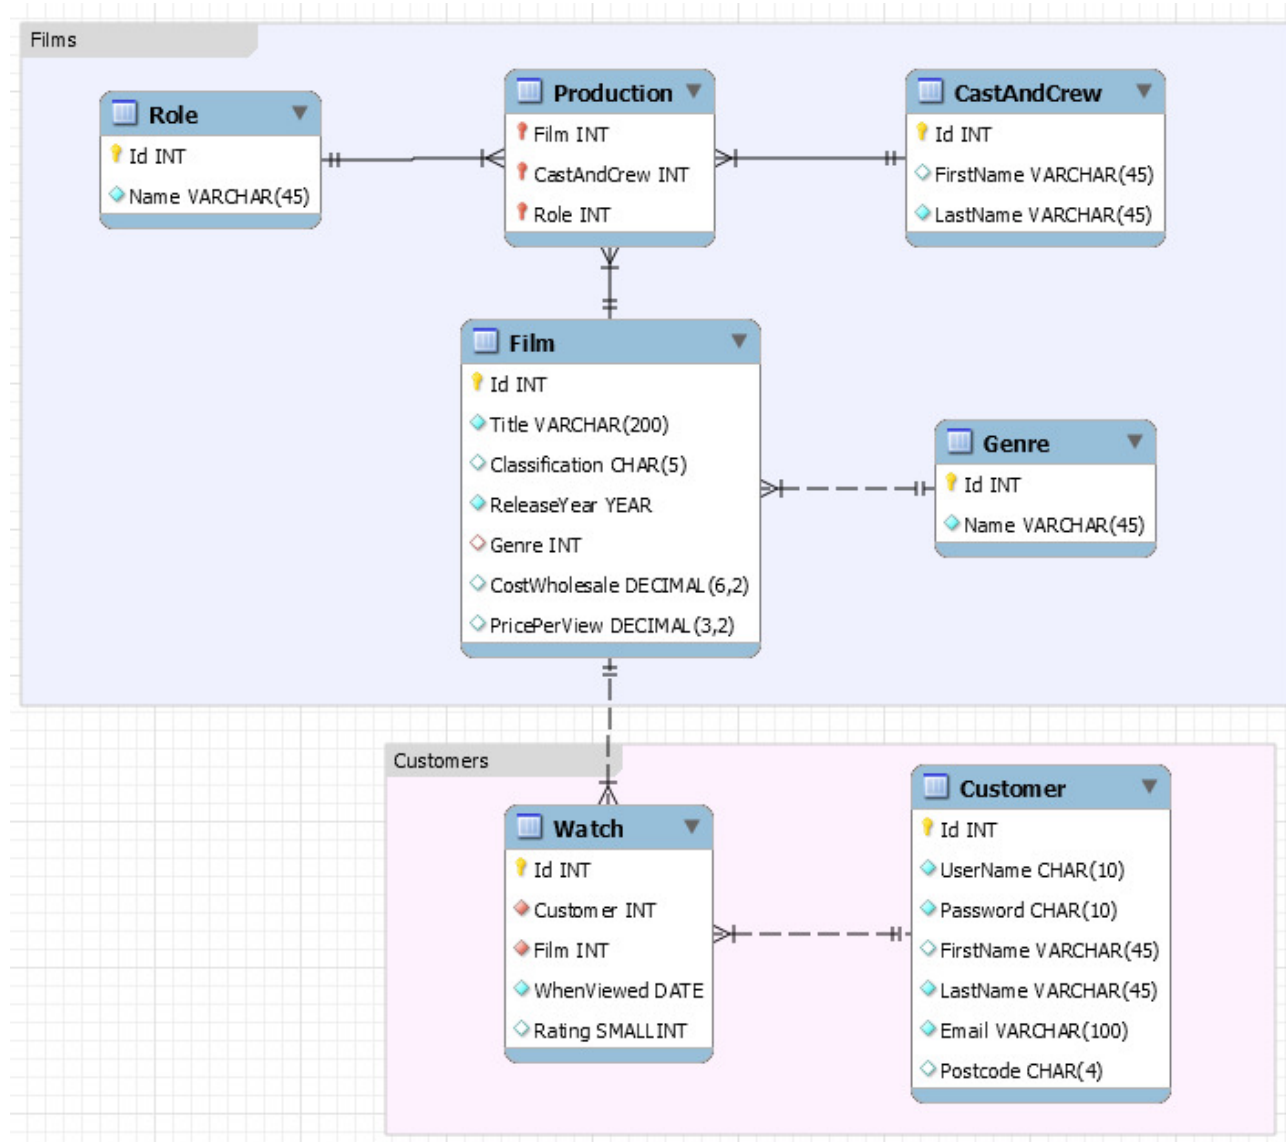 Films
Role
Id INT
Name VARCHAR(45)
Production
Film INT
CastAndCrew INT
Role INT
CastAndCrew
Id INT
FirstName VARCHAR(45)
LastName VARCHAR(45)
Film
Id INT
Title VARCHAR(200)
Classification CHAR(5)
ReleaseYear YEAR
Genre INT
CostWholesale DECIMAL(6,2)
PricePerView DECIMAL(3,2)
Genre
Id INT
Name VARCHAR(45)
Customers
Watch
Id INT
Customer INT
Film INT
WhenViewed DATE
Rating SMALLINT
Customer
Id INT
UserName CHAR(10)
Password CHAR(10)
FirstName VARCHAR(45)
LastName VARCHAR(45)
Email VARCHAR(100)
Postcode CHAR(4)